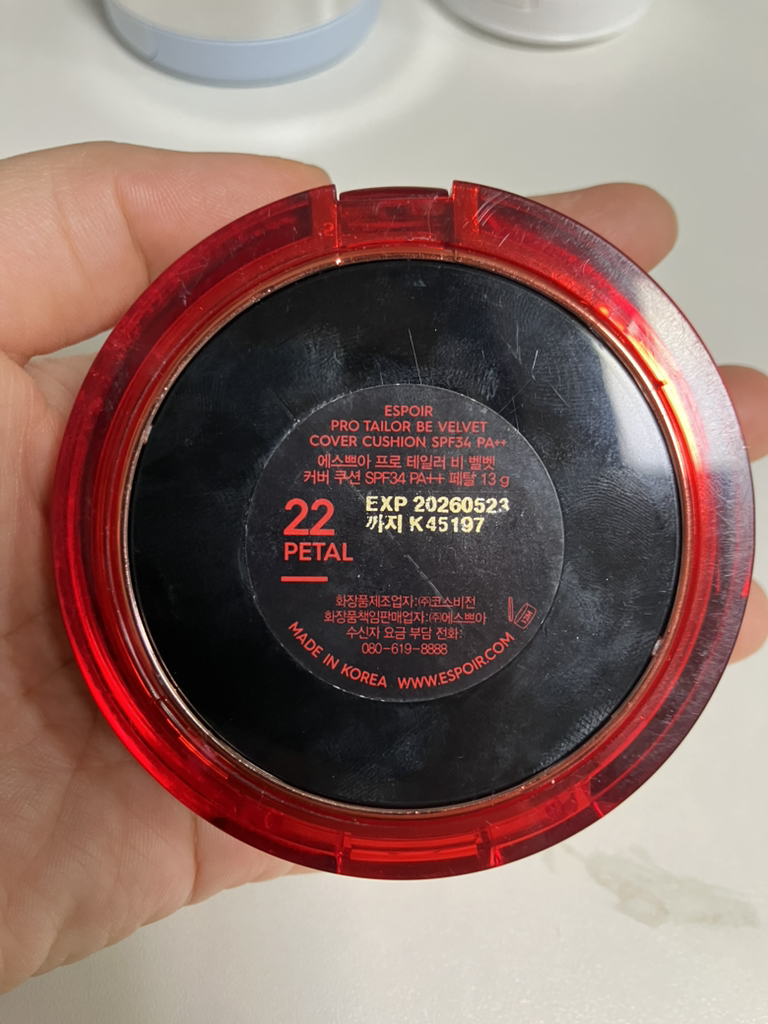 ESPOIR
PRO TAILOR BE VELVET
COVER CUSHION SPF34 PA++
에스쁘아 프로 테일러 비 벨벳
커버 쿠션 SPF34 PA++ 페탈 13 g
22
PETAL
EXP 20260523
까지 K45197
화장품제조업자:㈜코스비전
화장품책임판매업자:㈜에스쁘아
수신자 요금 부담 전화:
080-619-8888
MADE IN KOREA WWW.ESPOIR.COM